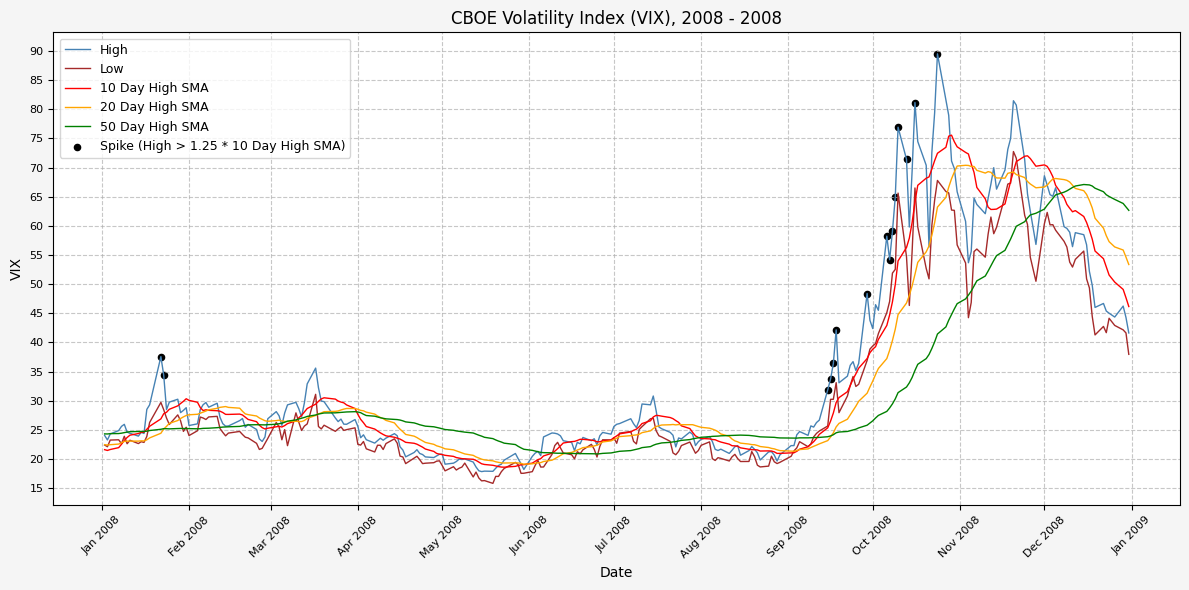 CBOE Volatility Index (VIX), 2008 - 2008
High
Low
10 Day High SMA
20 Day High SMA
50 Day High SMA
Spike (High > 1.25 * 10 Day High SMA)
VIX
90
85
80
75
70
65
60
55
50
45
40
35
30
25
20
15
Jan 2008
Feb 2008
Mar 2008
Apr 2008
May 2008
Jun 2008
Jul 2008
Aug 2008
Sep 2008
Oct 2008
Nov 2008
Dec 2008
Jan 2009
Date